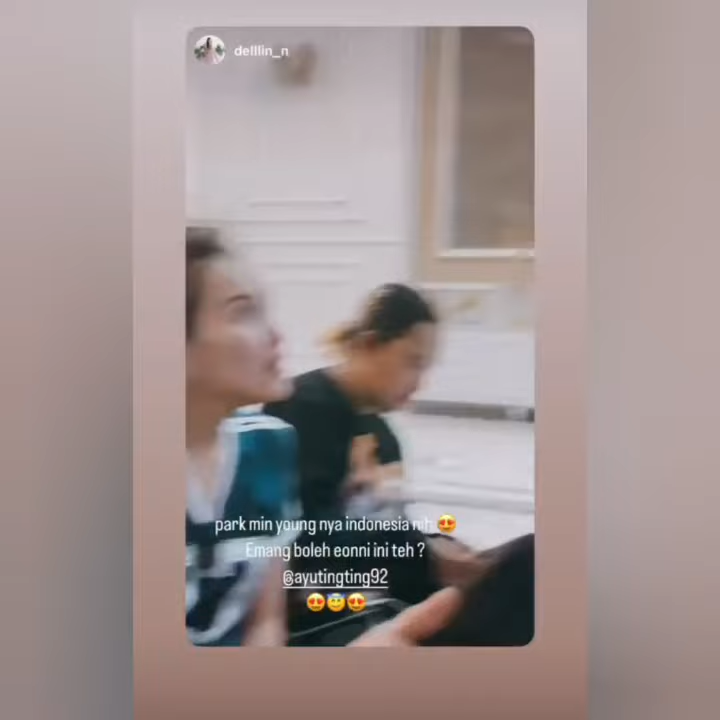 delllin_n
park min young nya indonesia nih 😍
Emang boleh eonni ini teh ?
@ayutingting92
😍😇😍